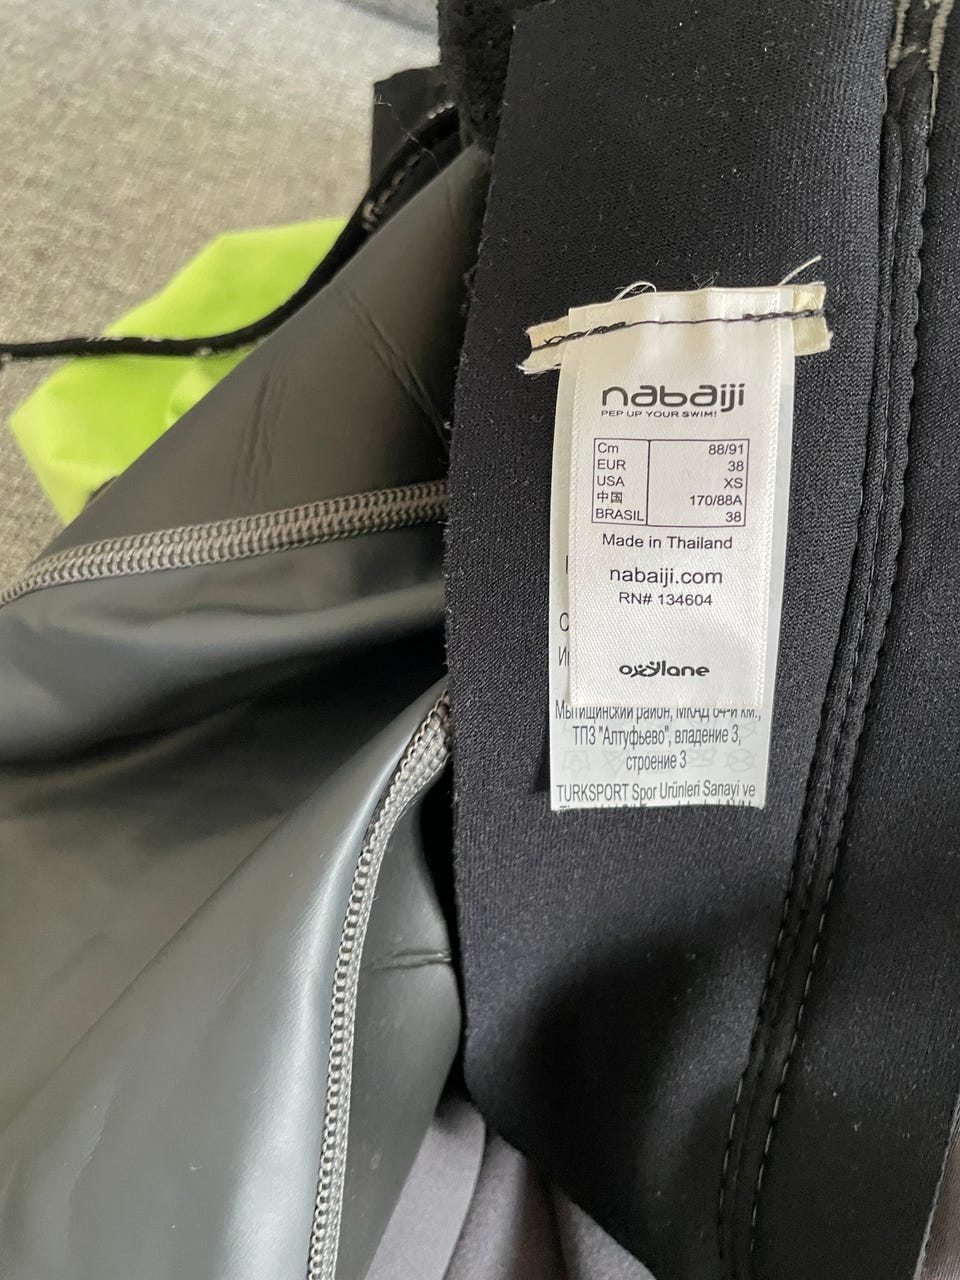 nabaiji
PEP UP YOUR SWIM!
Cm 88/91
EUR 38
USA XS
中国 170/88A
BRASIL 38
Made in Thailand
nabaiji.com
RN# 134604
oxylane
Мытищинский район, МКАД 84-й км.,
ТПЗ "Алтуфьево", владение 3,
строение 3
TURKSPORT Spor Urünleri Sanayi ve